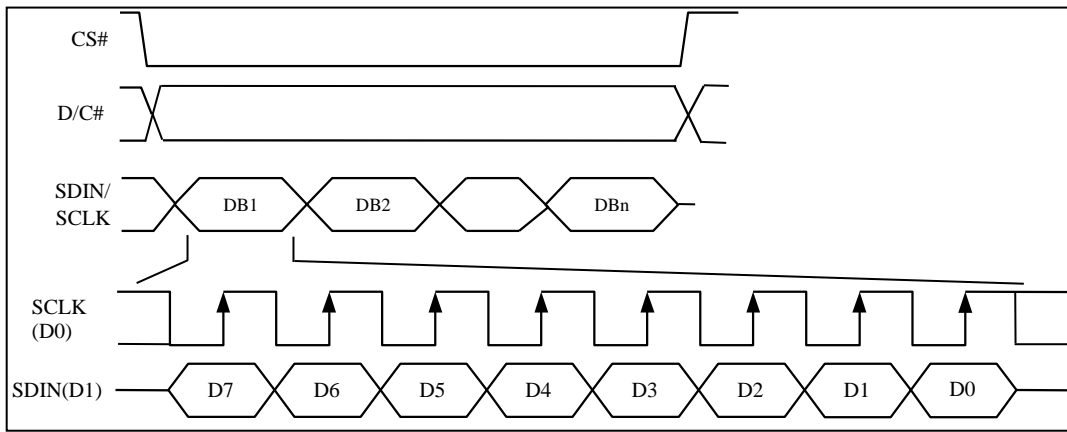 CS#
D/C#
SDIN/
SCLK
DB1 DB2 DBn
SCLK
(D0)
SDIN(D1) D7 D6 D5 D4 D3 D2 D1 D0